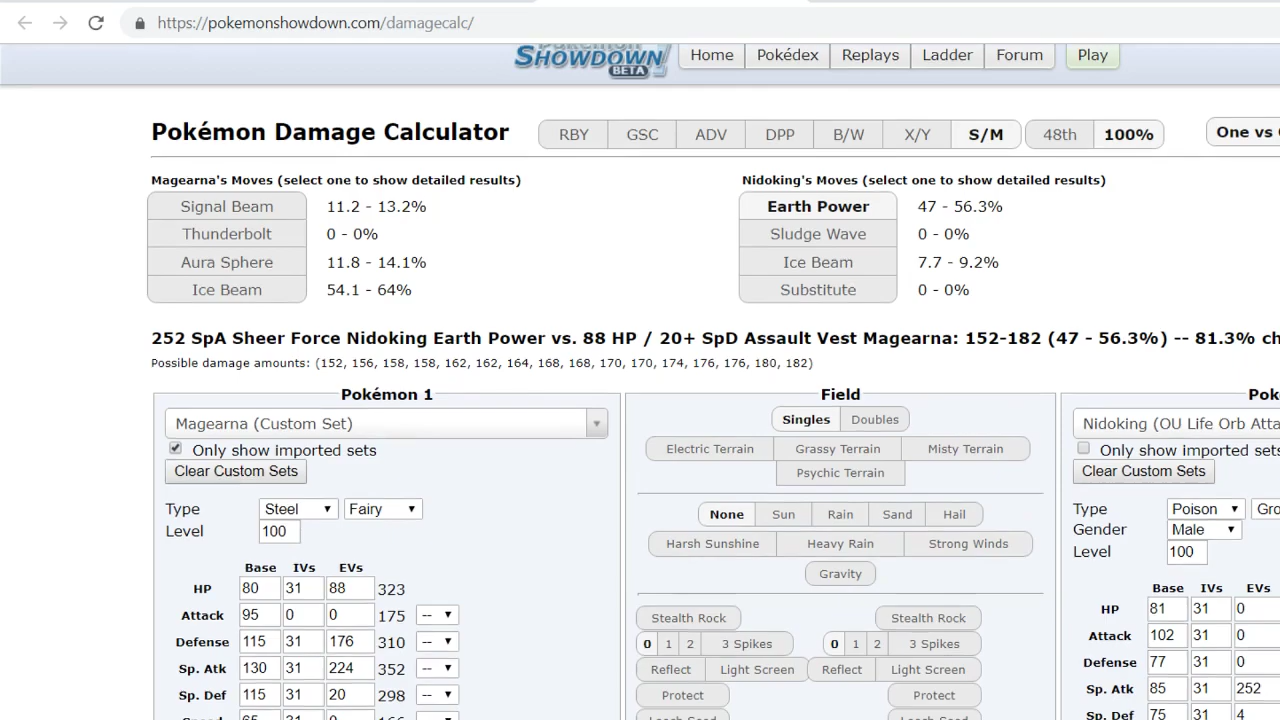 https://pokemonshowdown.com/damagecalc/
SHOWDOWN BETA Home Pokédex Replays Ladder Forum Play
Pokémon Damage Calculator RBY GSC ADV DPP B/W X/Y S/M 48th 100% One vs
Magearna's Moves (select one to show detailed results) Nidoking's Moves (select one to show detailed results)
Signal Beam 11.2 - 13.2% Earth Power 47 - 56.3%
Thunderbolt 0 - 0% Sludge Wave 0 - 0%
Aura Sphere 11.8 - 14.1% Ice Beam 7.7 - 9.2%
Ice Beam 54.1 - 64% Substitute 0 - 0%
252 SpA Sheer Force Nidoking Earth Power vs. 88 HP / 20+ SpD Assault Vest Magearna: 152-182 (47 - 56.3%) -- 81.3% ch
Possible damage amounts: (152, 156, 158, 158, 162, 162, 164, 168, 168, 170, 170, 174, 176, 176, 180, 182)
Pokémon 1 Field Pok
Magearna (Custom Set) Singles Doubles Nidoking (OU Life Orb Atta
Only show imported sets Electric Terrain Grassy Terrain Misty Terrain Only show imported sets
Clear Custom Sets Psychic Terrain Clear Custom Sets
Type Steel Fairy None Sun Rain Sand Hail Type Poison Gro
Gender Male
Level 100 Harsh Sunshine Heavy Rain Strong Winds Level 100
Base IVs EVs Gravity Base IVs EVs
HP 80 31 88 323 HP 81 31 0
Attack 95 0 0 175 -- Stealth Rock Stealth Rock Attack 102 31 0
Defense 115 31 176 310 -- 0 1 2 3 Spikes 0 1 2 3 Spikes Defense 77 31 0
Sp. Atk 130 31 224 352 -- Reflect Light Screen Reflect Light Screen Sp. Atk 85 31 252
Sp. Def 115 31 20 298 -- Protect Protect Sp. Def 75 31 4